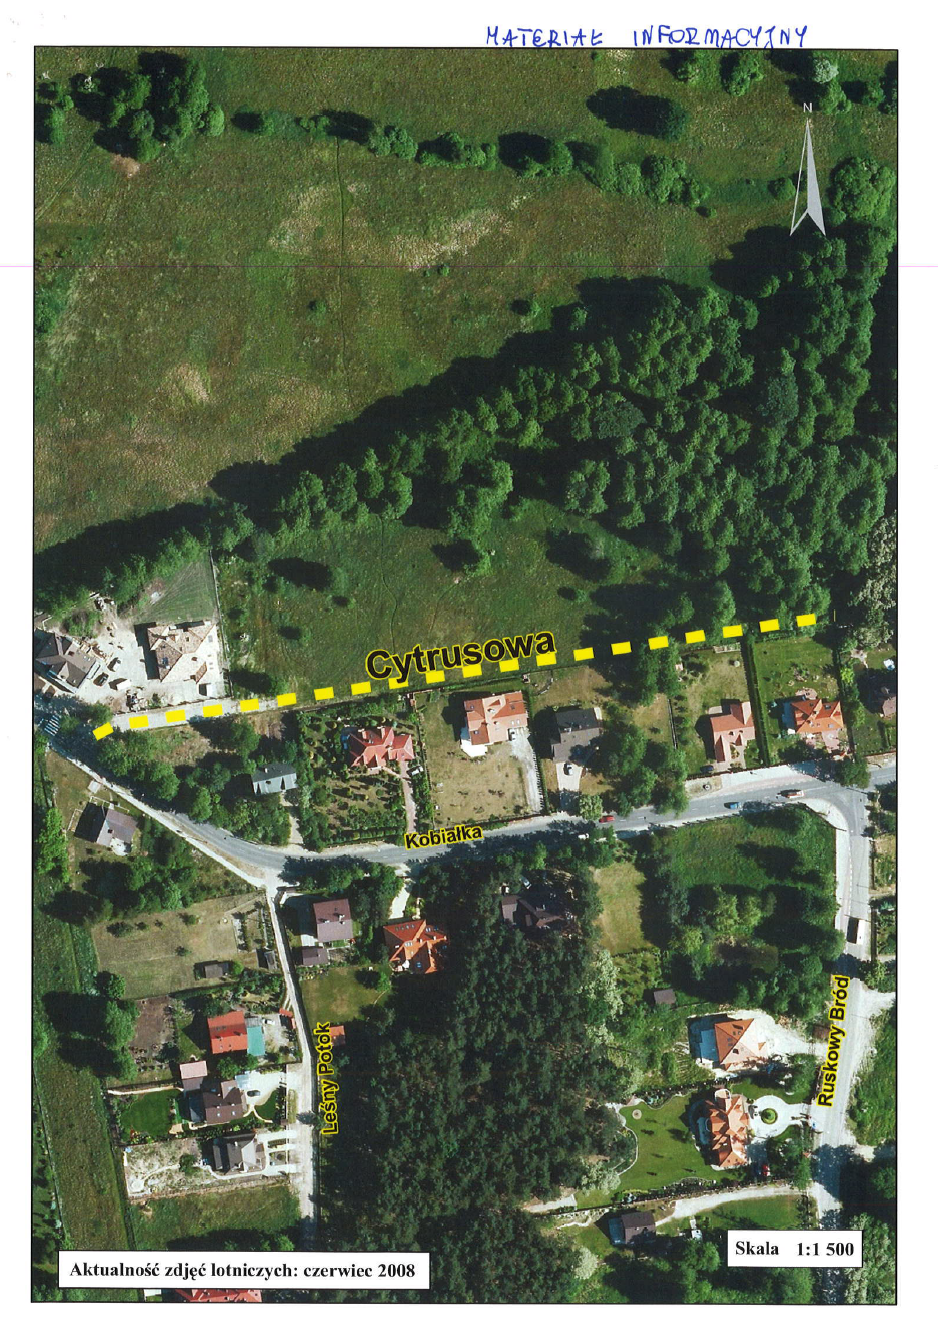 MATERIAŁ INFORMACYJNY
N
Cytrusowa
Kobiałka
Leśny Potok
Ruskowy Bród
Skala 1:1 500
Aktualność zdjęć lotniczych: czerwiec 2008